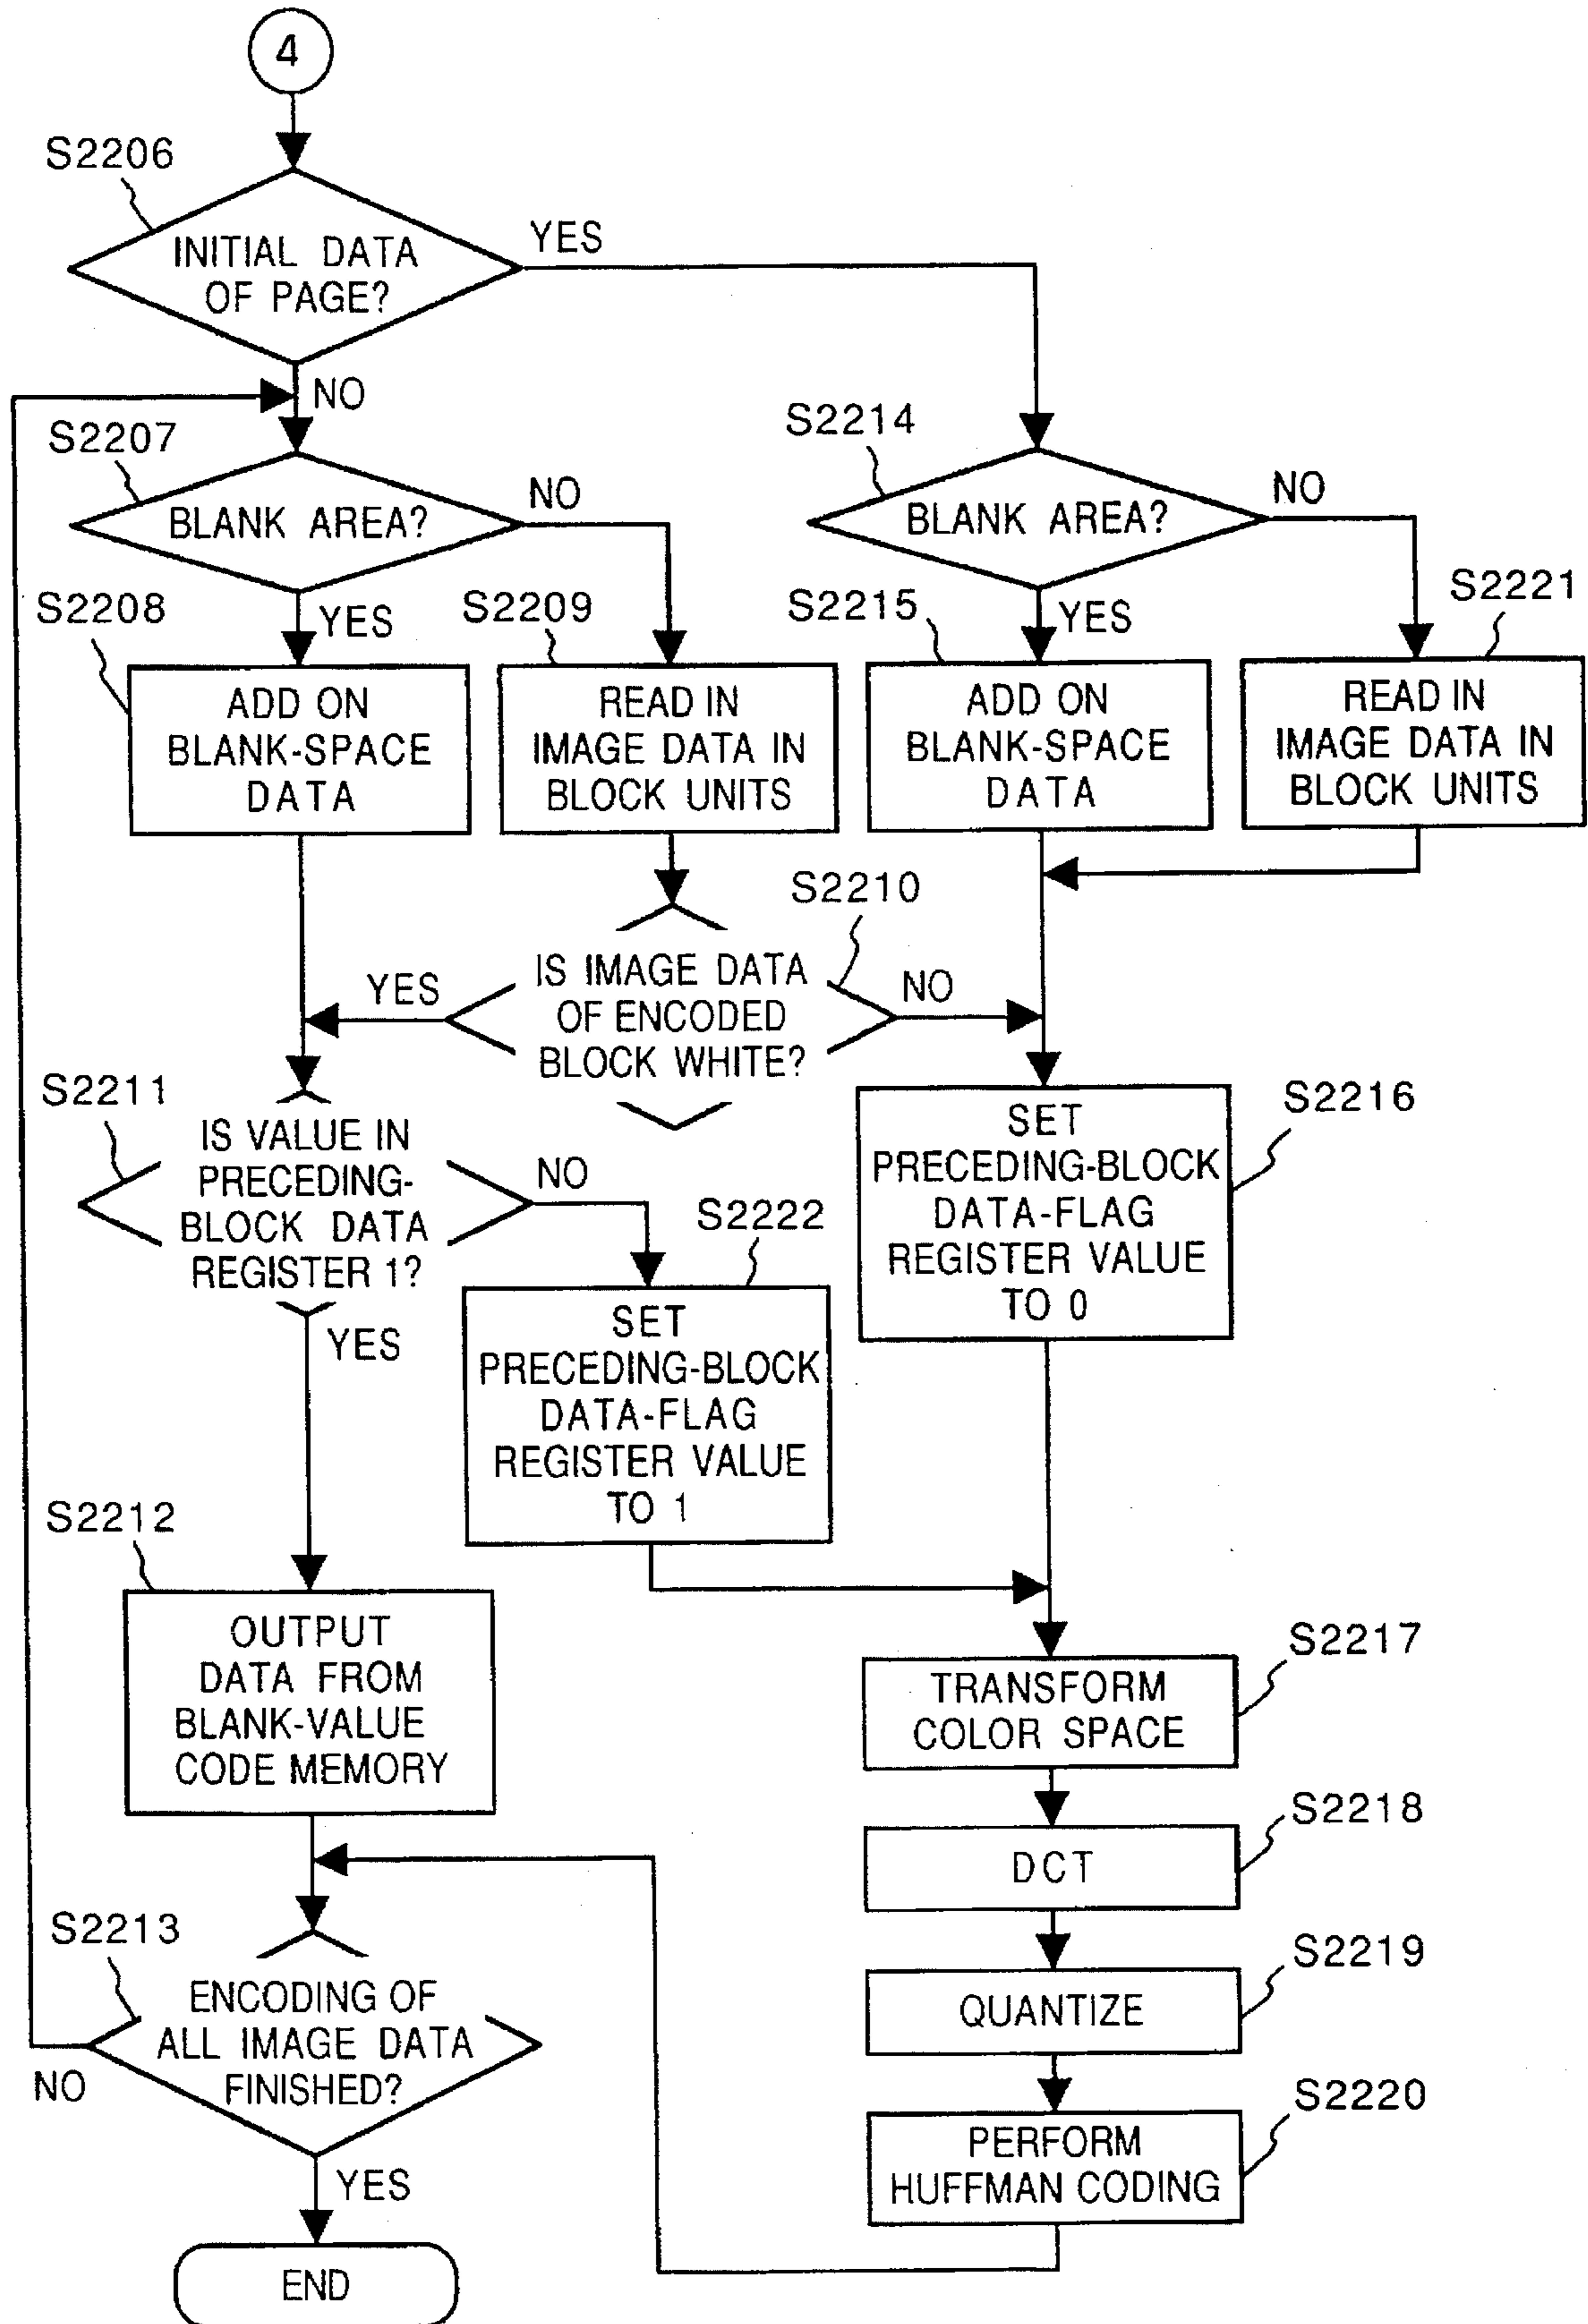 4
S2206
INITIAL DATA
OF PAGE?
YES
NO
S2207
BLANK AREA?
NO
S2214
BLANK AREA?
NO
S2208
YES
S2209
S2215
YES
S2221
ADD ON
BLANK-SPACE
DATA
READ IN
IMAGE DATA IN
BLOCK UNITS
ADD ON
BLANK-SPACE
DATA
READ IN
IMAGE DATA IN
BLOCK UNITS
S2210
YES
IS IMAGE DATA
OF ENCODED
BLOCK WHITE?
NO
S2211
IS VALUE IN
PRECEDING-
BLOCK DATA
REGISTER 1?
NO
YES
S2222
SET
PRECEDING-BLOCK
DATA-FLAG
REGISTER VALUE
TO 1
S2216
SET
PRECEDING-BLOCK
DATA-FLAG
REGISTER VALUE
TO 0
S2212
OUTPUT
DATA FROM
BLANK-VALUE
CODE MEMORY
S2217
TRANSFORM
COLOR SPACE
S2218
DCT
S2219
QUANTIZE
S2220
PERFORM
HUFFMAN CODING
S2213
ENCODING OF
ALL IMAGE DATA
FINISHED?
NO
YES
END